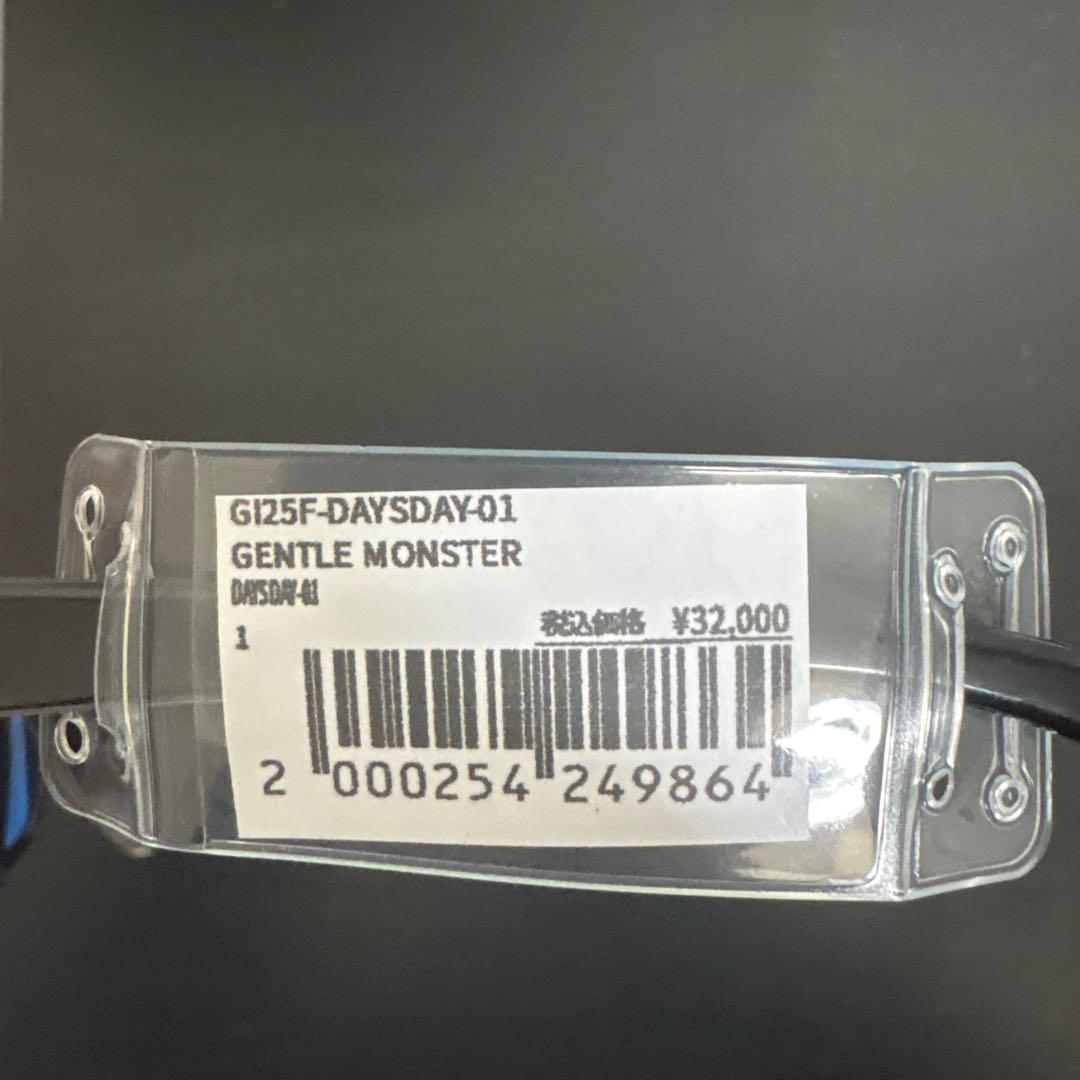 GI25F-DAYSDAY-01
GENTLE MONSTER
DAYSDAY-01
税込価格 ¥32,000
1
2 000254 249864